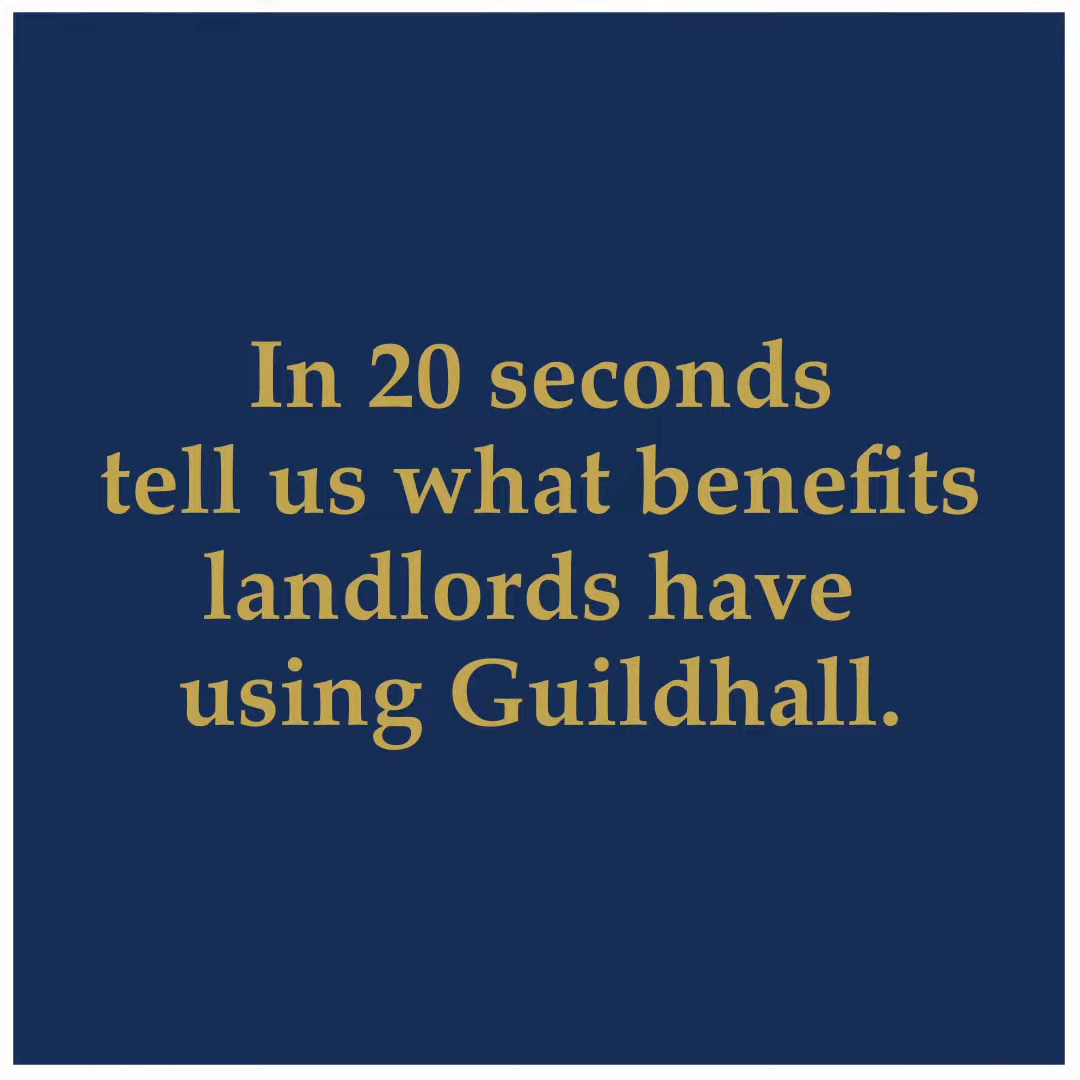 In 20 seconds
tell us what benefits
landlords have
using Guildhall.